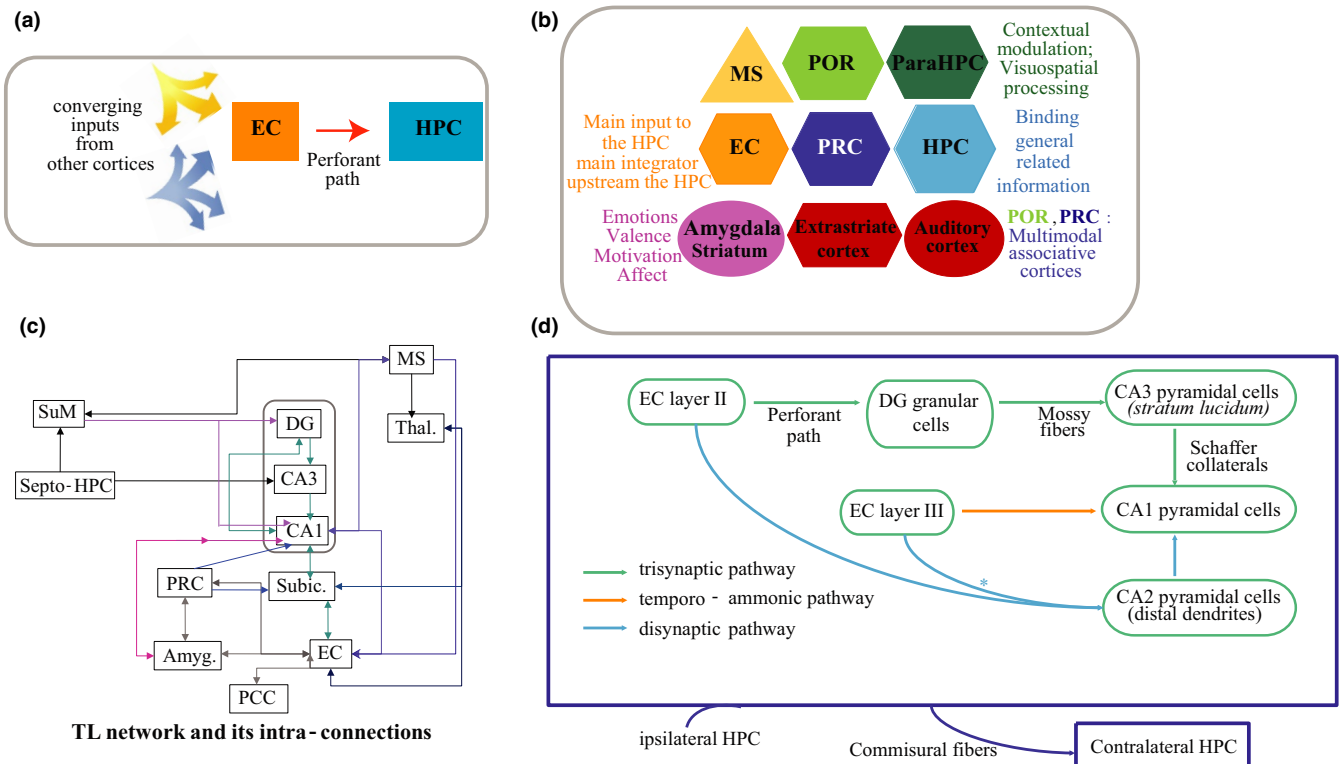 (a)
converging
inputs
from
other cortices
EC
Perforant
path
HPC
(b)
MS
POR
ParaHPC
Contextual
modulation;
Visuospatial
processing
Main input to
the HPC
main integrator
upstream the HPC
EC
PRC
HPC
Binding
general
related
information
Emotions
Valence
Motivation
Affect
Amygdala
Striatum
Extrastriate
cortex
Auditory
cortex
POR , PRC :
Multimodal
associative
cortices
(c)
MS
SuM
DG
Thal.
Septo-HPC
CA3
CA1
PRC
Subic.
Amyg.
EC
PCC
TL network and its intra-connections
(d)
EC layer II
Perforant
path
DG granular
cells
Mossy
fibers
CA3 pyramidal cells
(stratum lucidum)
Schaffer
collaterals
EC layer III
CA1 pyramidal cells
*
CA2 pyramidal cells
(distal dendrites)
trisynaptic pathway
temporo - ammonic pathway
disynaptic pathway
ipsilateral HPC
Commisural fibers
Contralateral HPC